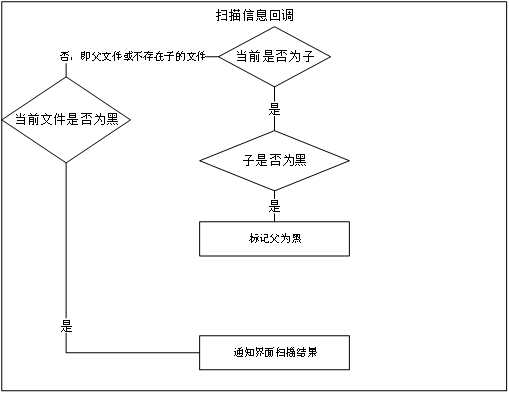 扫描信息回调
否，即父文件或不存在子的文件
当前是否为子
是
当前文件是否为黑
子是否为黑
是
标记父为黑
是
通知界面扫描结果